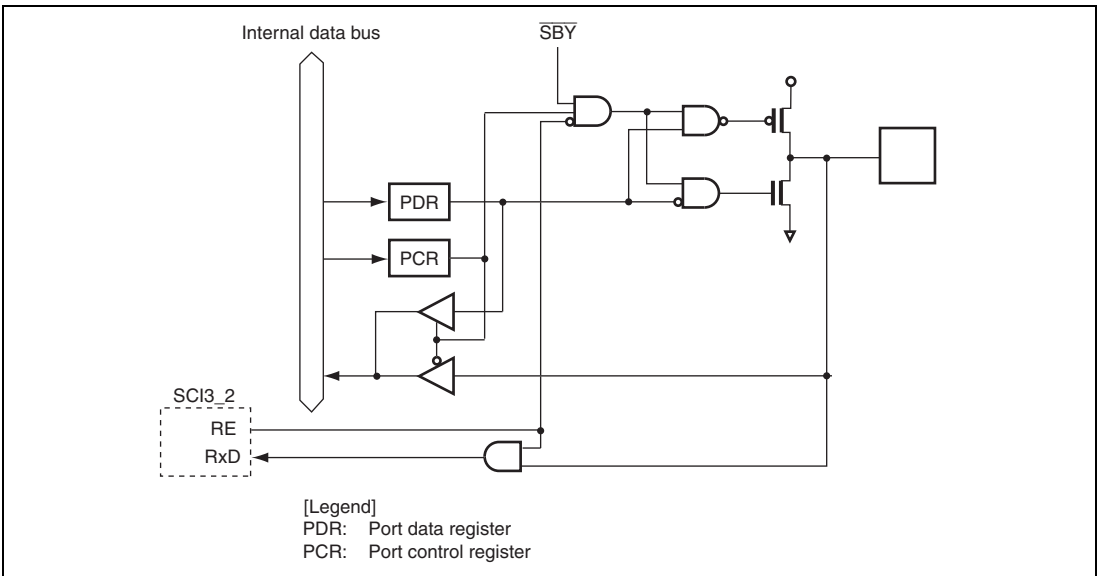 Internal data bus
SBY
PDR
PCR
SCI3_2
RE
RxD
[Legend]
PDR: Port data register
PCR: Port control register